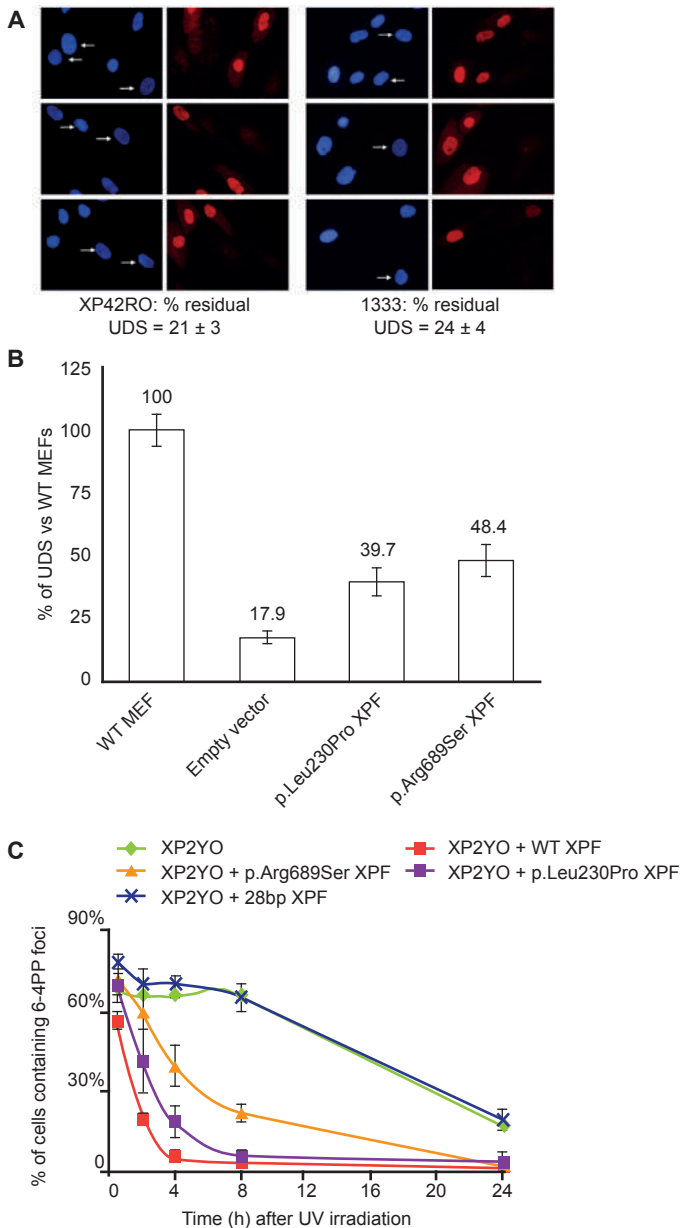 A
XP42RO: % residual
UDS = 21 ± 3
1333: % residual
UDS = 24 ± 4
B
% of UDS vs WT MEFs
125
100
75
50
25
0
100
17.9
39.7
48.4
WT MEF
Empty vector
p.Leu230Pro XPF
p.Arg689Ser XPF
C
XP2YO
XP2YO + WT XPF
XP2YO + p.Arg689Ser XPF
XP2YO + p.Leu230Pro XPF
XP2YO + 28bp XPF
% of cells containing 6-4PP foci
90%
60%
30%
0
0 4 8 12 16 20 24
Time (h) after UV irradiation